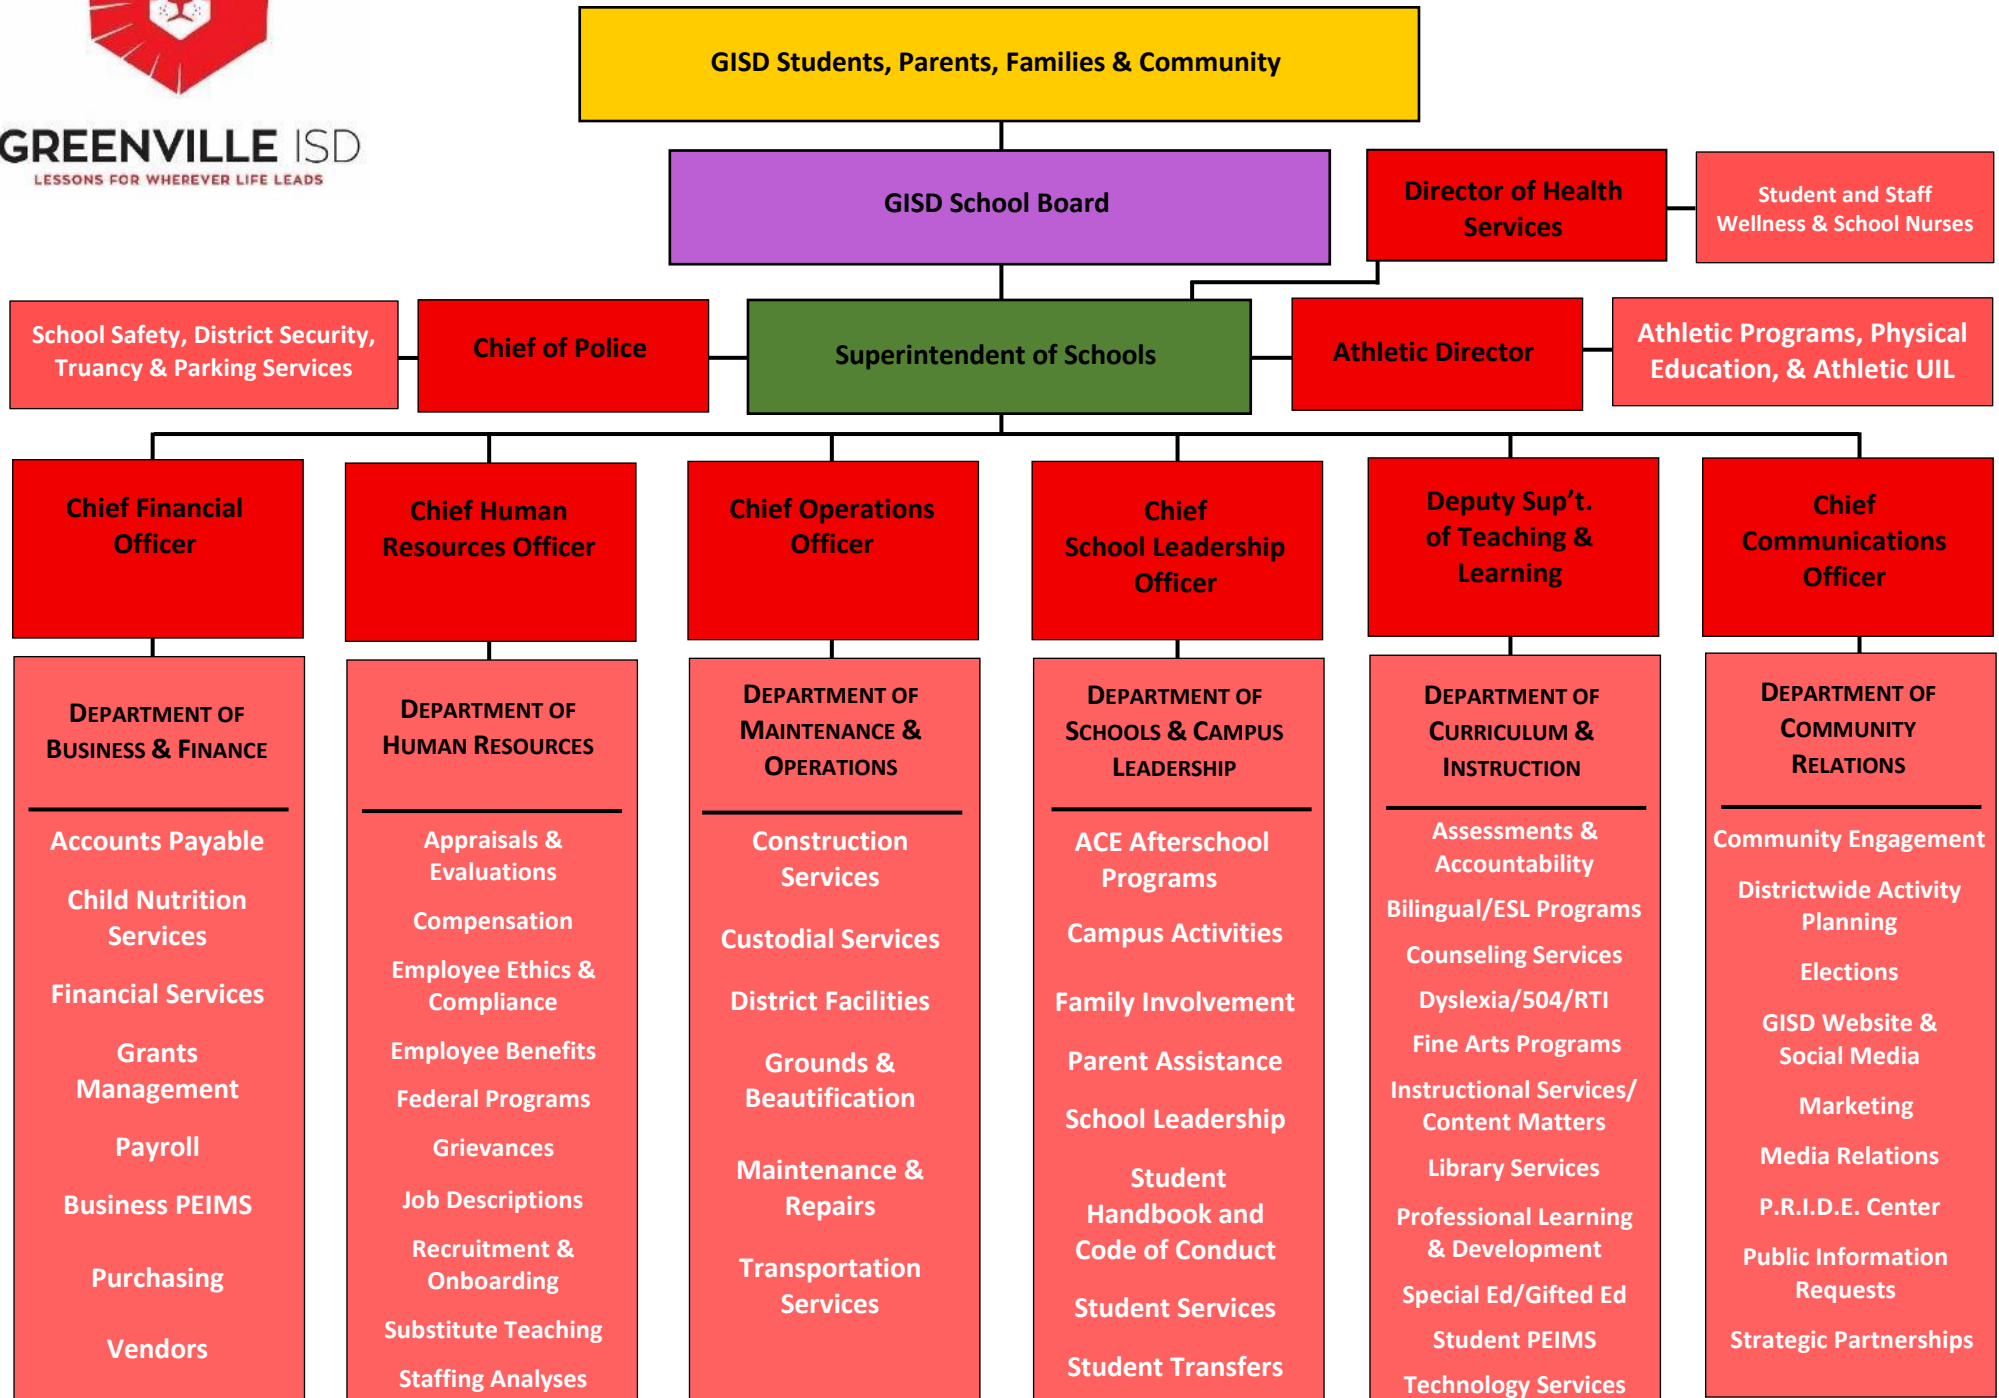 GREENVILLE ISD
LESSONS FOR WHEREVER LIFE LEADS
GISD Students, Parents, Families & Community
GISD School Board
Director of Health
Services
Student and Staff
Wellness & School Nurses
School Safety, District Security,
Truancy & Parking Services
Chief of Police
Superintendent of Schools
Athletic Director
Athletic Programs, Physical
Education, & Athletic UIL
Chief Financial
Officer
Chief Human
Resources Officer
Chief Operations
Officer
Chief
School Leadership
Officer
Deputy Sup’t.
of Teaching &
Learning
Chief
Communications
Officer
DEPARTMENT OF
BUSINESS & FINANCE
Accounts Payable
Child Nutrition
Services
Financial Services
Grants
Management
Payroll
Business PEIMS
Purchasing
Vendors
DEPARTMENT OF
HUMAN RESOURCES
Appraisals &
Evaluations
Compensation
Employee Ethics &
Compliance
Employee Benefits
Federal Programs
Grievances
Job Descriptions
Recruitment &
Onboarding
Substitute Teaching
Staffing Analyses
DEPARTMENT OF
MAINTENANCE &
OPERATIONS
Construction
Services
Custodial Services
District Facilities
Grounds &
Beautification
Maintenance &
Repairs
Transportation
Services
DEPARTMENT OF
SCHOOLS & CAMPUS
LEADERSHIP
ACE Afterschool
Programs
Campus Activities
Family Involvement
Parent Assistance
School Leadership
Student
Handbook and
Code of Conduct
Student Services
Student Transfers
DEPARTMENT OF
CURRICULUM &
INSTRUCTION
Assessments &
Accountability
Bilingual/ESL Programs
Counseling Services
Dyslexia/504/RTI
Fine Arts Programs
Instructional Services/
Content Matters
Library Services
Professional Learning
& Development
Special Ed/Gifted Ed
Student PEIMS
Technology Services
DEPARTMENT OF
COMMUNITY
RELATIONS
Community Engagement
Districtwide Activity
Planning
Elections
GISD Website &
Social Media
Marketing
Media Relations
P.R.I.D.E. Center
Public Information
Requests
Strategic Partnerships